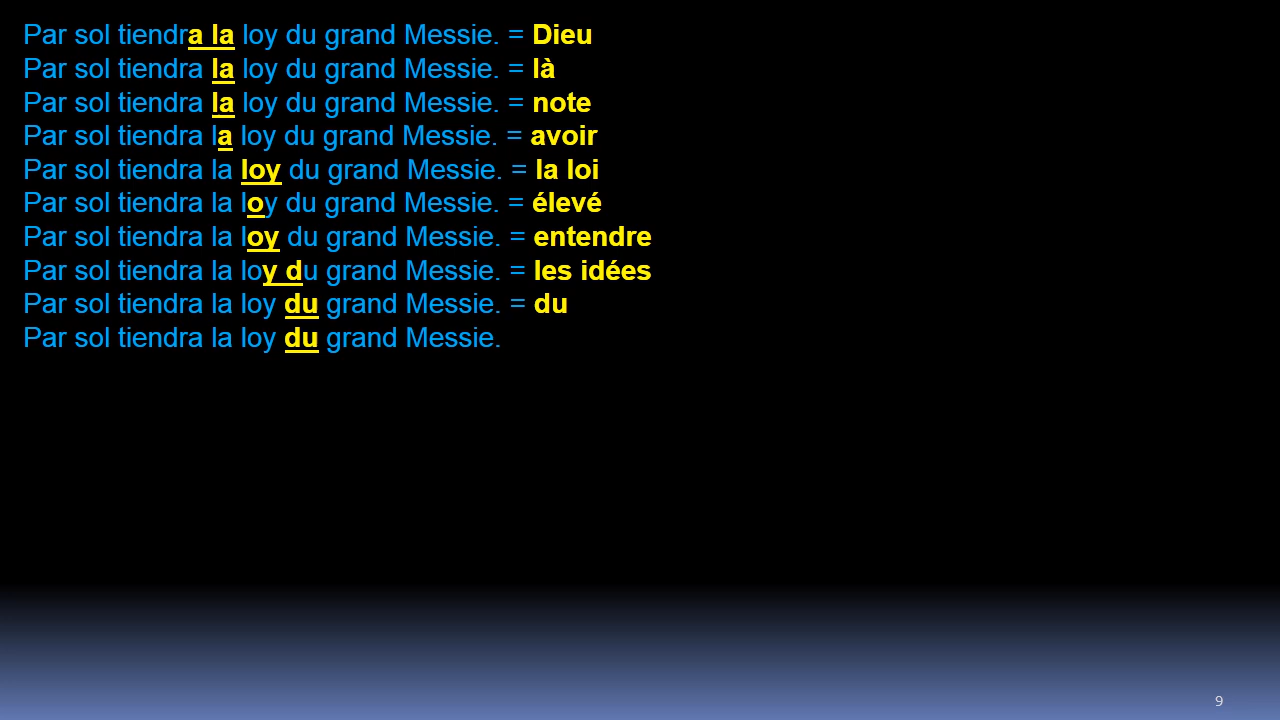 Par sol tiendra la loy du grand Messie. = Dieu
Par sol tiendra la loy du grand Messie. = là
Par sol tiendra la loy du grand Messie. = note
Par sol tiendra la loy du grand Messie. = avoir
Par sol tiendra la loy du grand Messie. = la loi
Par sol tiendra la loy du grand Messie. = élevé
Par sol tiendra la loy du grand Messie. = entendre
Par sol tiendra la loy du grand Messie. = les idées
Par sol tiendra la loy du grand Messie. = du
Par sol tiendra la loy du grand Messie.
9